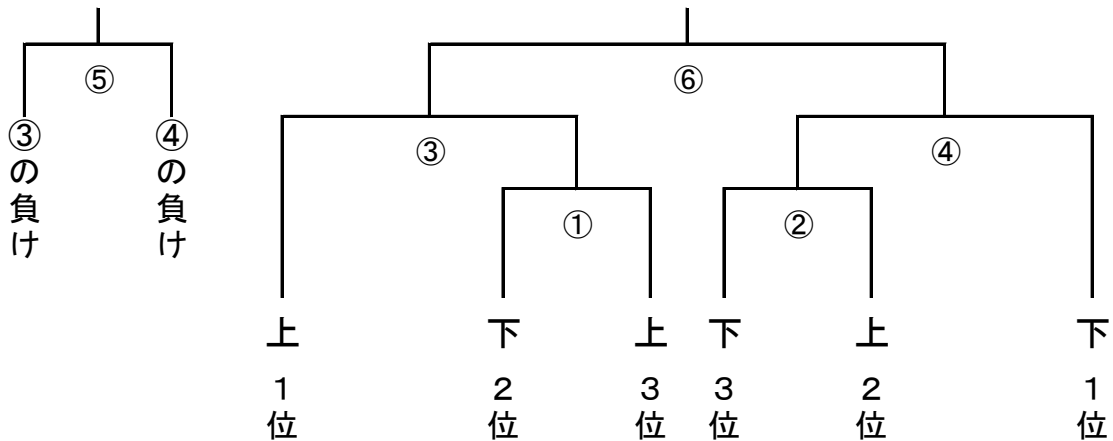 ⑤
⑥
③の負け
④の負け
③
④
①
②
上1位
下2位
上3位
下3位
上2位
下1位